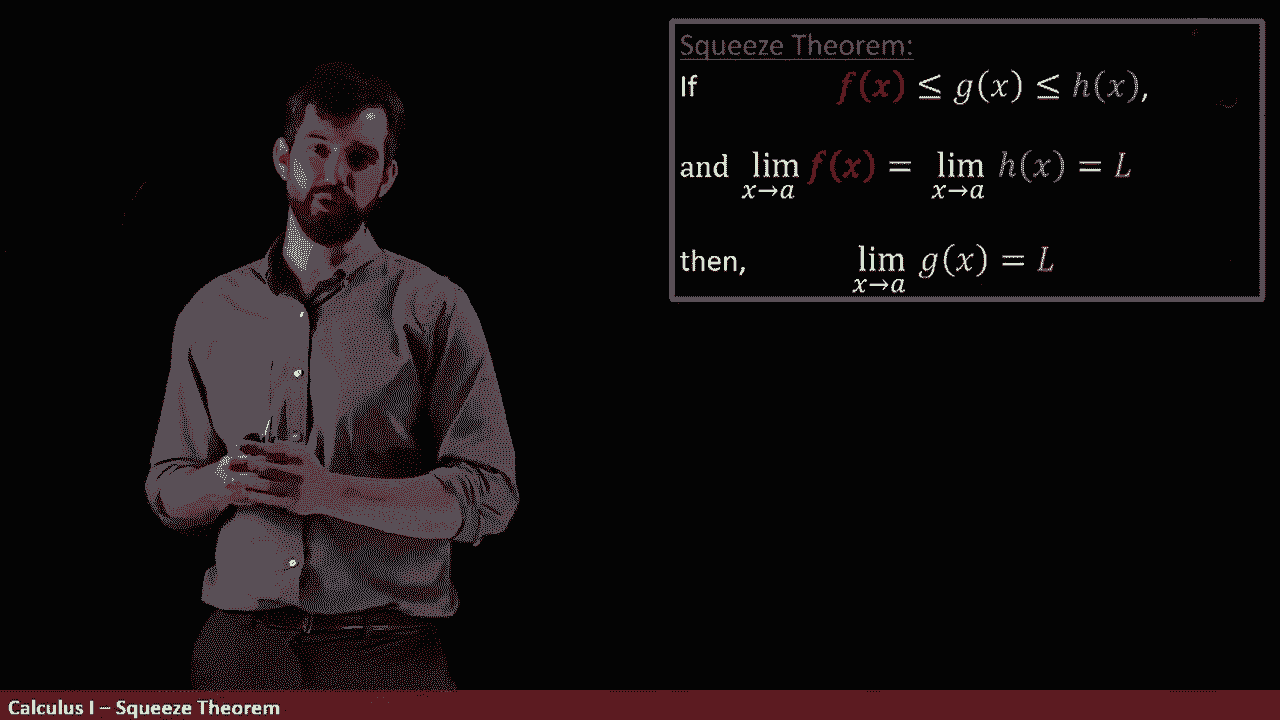 Squeeze Theorem:
If f(x) ≤ g(x) ≤ h(x),
and lim x→a f(x) = lim x→a h(x) = L
then, lim x→a g(x) = L
Calculus I – Squeeze Theorem